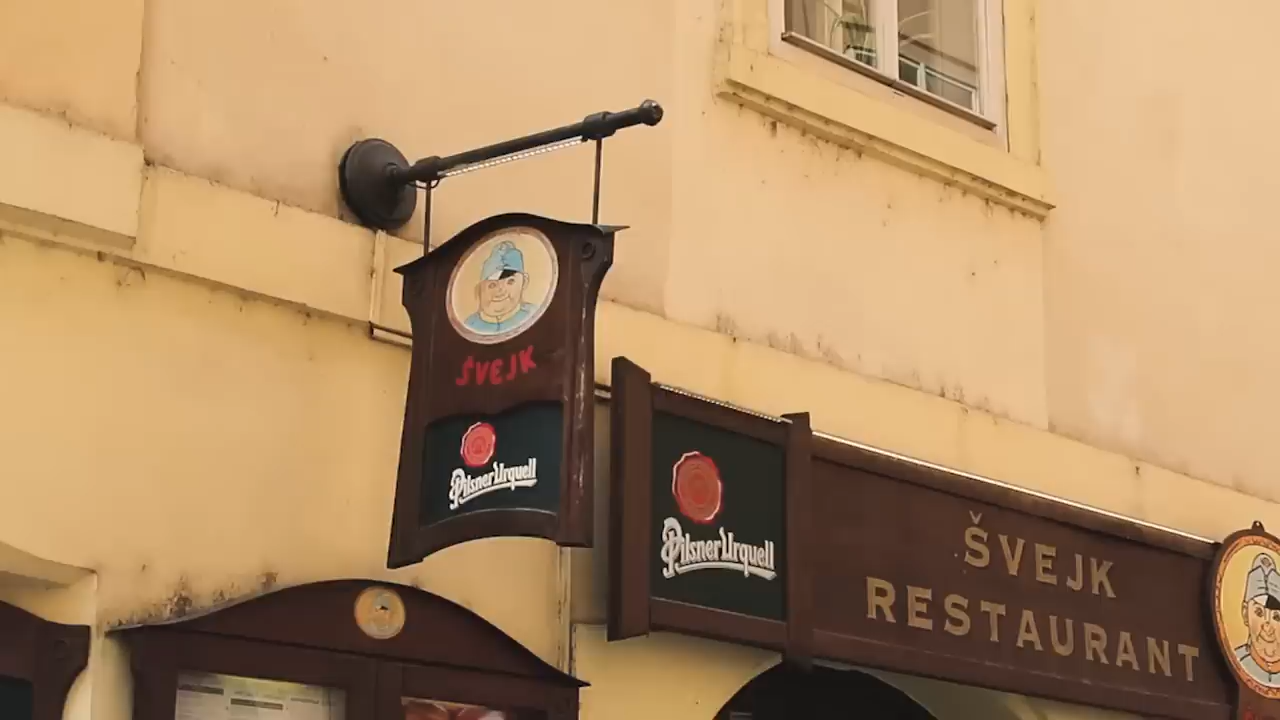 ŠVEJK
Pilsner Urquell
Pilsner Urquell
ŠVEJK
RESTAURANT